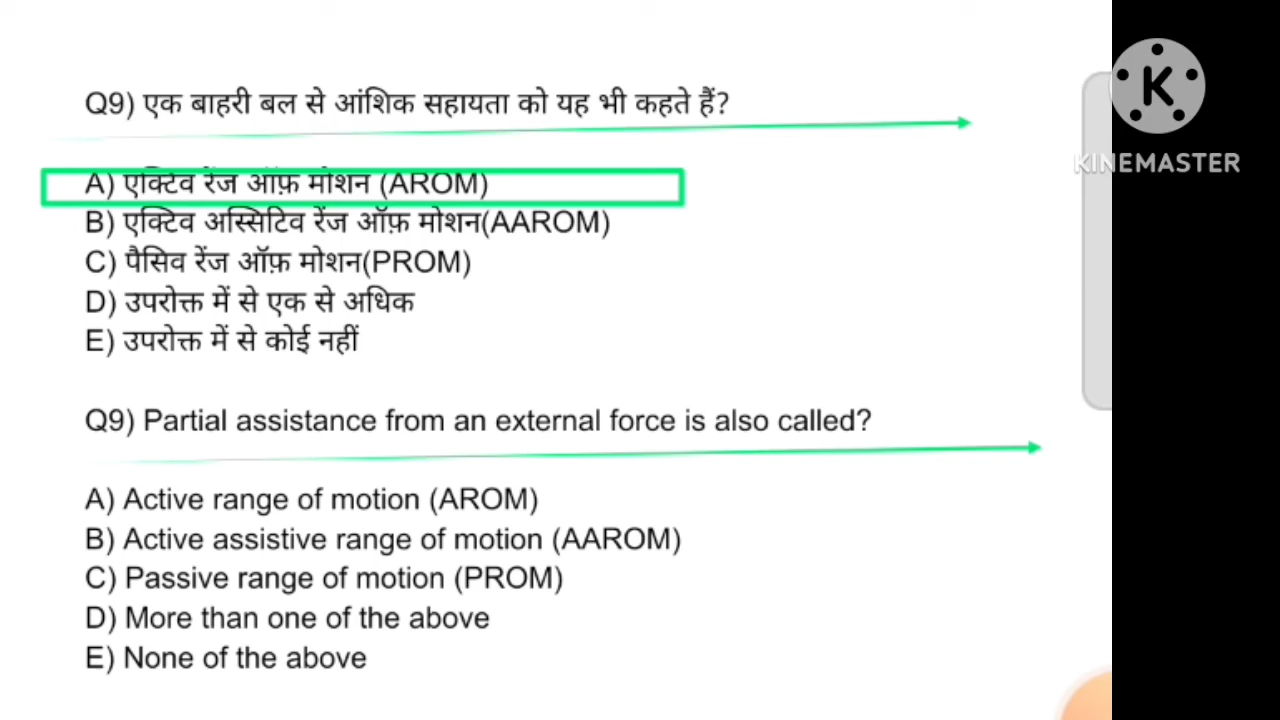 Q9) एक बाहरी बल से आंशिक सहायता को यह भी कहते हैं?
A) एक्टिव रेंज ऑफ़ मोशन (AROM)
B) एक्टिव अस्सिटिव रेंज ऑफ़ मोशन(AAROM)
C) पैसिव रेंज ऑफ़ मोशन(PROM)
D) उपरोक्त में से एक से अधिक
E) उपरोक्त में से कोई नहीं
Q9) Partial assistance from an external force is also called?
A) Active range of motion (AROM)
B) Active assistive range of motion (AAROM)
C) Passive range of motion (PROM)
D) More than one of the above
E) None of the above
K
KINEMASTER